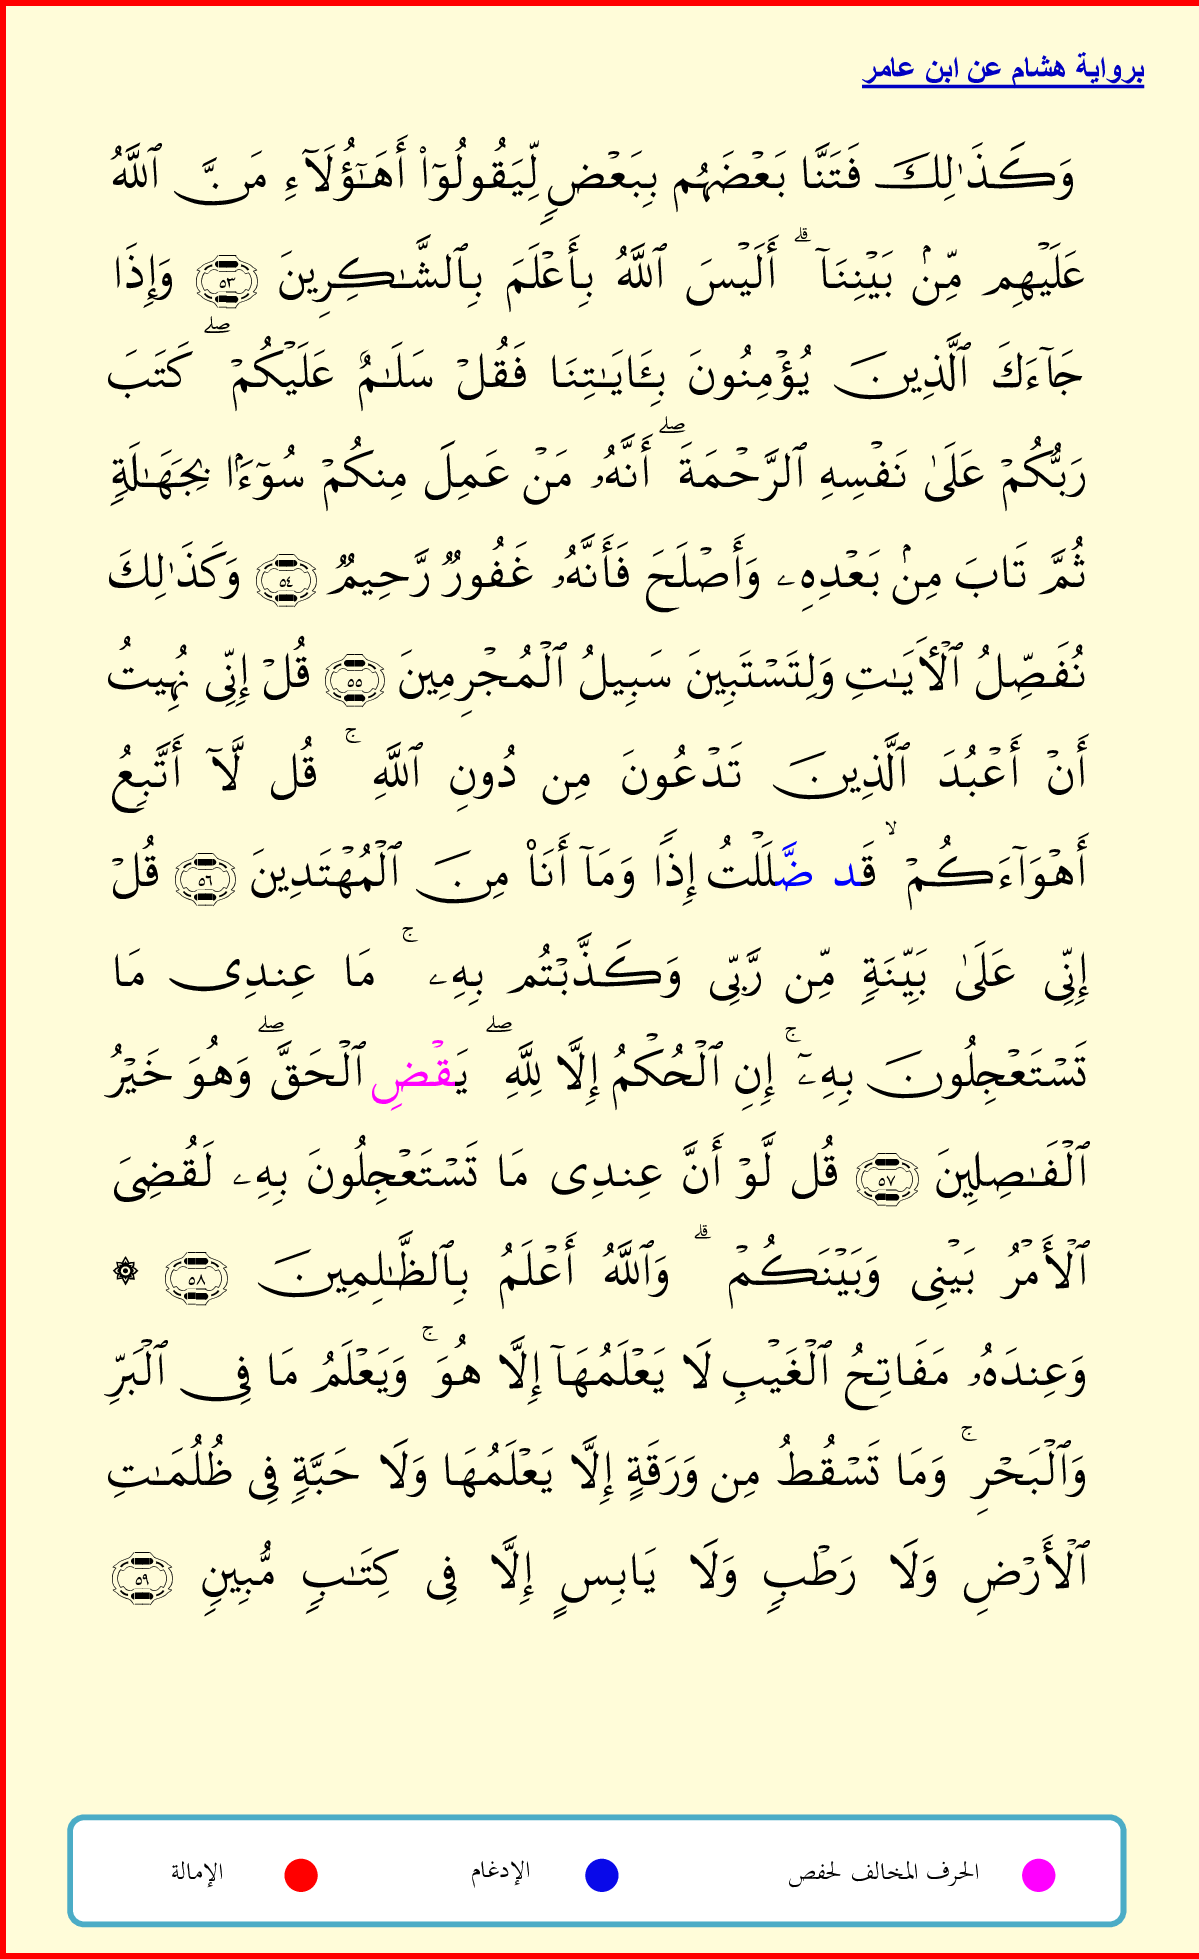 برواية هشام عن ابن عامر
وَكَذَٰلِكَ فَتَنَّا بَعْضَهُم بِبَعْضٍ لِّيَقُولُوٓا۟ أَهَـٰٓؤُلَآءِ مَنَّ ٱللَّهُ
عَلَيْهِم مِّنۢ بَيْنِنَآ ۗ أَلَيْسَ ٱللَّهُ بِأَعْلَمَ بِٱلشَّـٰكِرِينَ ٥٣ وَإِذَا
جَآءَكَ ٱلَّذِينَ يُؤْمِنُونَ بِـَٔايَـٰتِنَا فَقُلْ سَلَـٰمٌ عَلَيْكُمْ ۖ كَتَبَ
رَبُّكُمْ عَلَىٰ نَفْسِهِ ٱلرَّحْمَةَ ۖ أَنَّهُۥ مَنْ عَمِلَ مِنكُمْ سُوٓءًۢا بِجَهَـٰلَةٍ
ثُمَّ تَابَ مِنۢ بَعْدِهِۦ وَأَصْلَحَ فَأَنَّهُۥ غَفُورٌ رَّحِيمٌ ٥٤ وَكَذَٰلِكَ
نُفَصِّلُ ٱلْأَيَـٰتِ وَلِتَسْتَبِينَ سَبِيلُ ٱلْمُجْرِمِينَ ٥٥ قُلْ إِنِّى نُهِيتُ
أَنْ أَعْبُدَ ٱلَّذِينَ تَدْعُونَ مِن دُونِ ٱللَّهِ ۚ قُل لَّآ أَتَّبِعُ
أَهْوَآءَكُمْ ۙ قَد ضَّلَلْتُ إِذًا وَمَآ أَنَا۠ مِنَ ٱلْمُهْتَدِينَ ٥٦ قُلْ
إِنِّى عَلَىٰ بَيِّنَةٍ مِّن رَّبِّى وَكَذَّبْتُم بِهِۦ ۚ مَا عِندِى مَا
تَسْتَعْجِلُونَ بِهِۦٓ ۚ إِنِ ٱلْحُكْمُ إِلَّا لِلَّهِ ۖ يَقْضِ ٱلْحَقَّ ۖ وَهُوَ خَيْرُ
ٱلْفَـٰصِلِينَ ٥٧ قُل لَّوْ أَنَّ عِندِى مَا تَسْتَعْجِلُونَ بِهِۦ لَقُضِىَ
ٱلْأَمْرُ بَيْنِى وَبَيْنَكُمْ ۗ وَٱللَّهُ أَعْلَمُ بِٱلظَّـٰلِمِينَ ٥٨ ۞
وَعِندَهُۥ مَفَاتِحُ ٱلْغَيْبِ لَا يَعْلَمُهَآ إِلَّا هُوَ ۚ وَيَعْلَمُ مَا فِى ٱلْبَرِّ
وَٱلْبَحْرِ ۚ وَمَا تَسْقُطُ مِن وَرَقَةٍ إِلَّا يَعْلَمُهَا وَلَا حَبَّةٍ فِى ظُلُمَـٰتِ
ٱلْأَرْضِ وَلَا رَطْبٍ وَلَا يَابِسٍ إِلَّا فِى كِتَـٰبٍ مُّبِينٍ ٥٩
الحرف المخالف لحفص الإدغام الإمالة